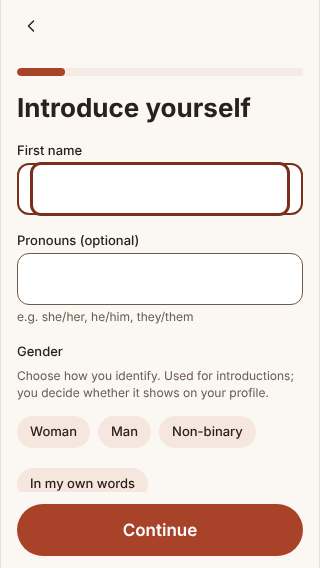 Introduce yourself
First name
Pronouns (optional)
e.g. she/her, he/him, they/them
Gender
Choose how you identify. Used for introductions;
you decide whether it shows on your profile.
Woman Man Non-binary
In my own words
Continue